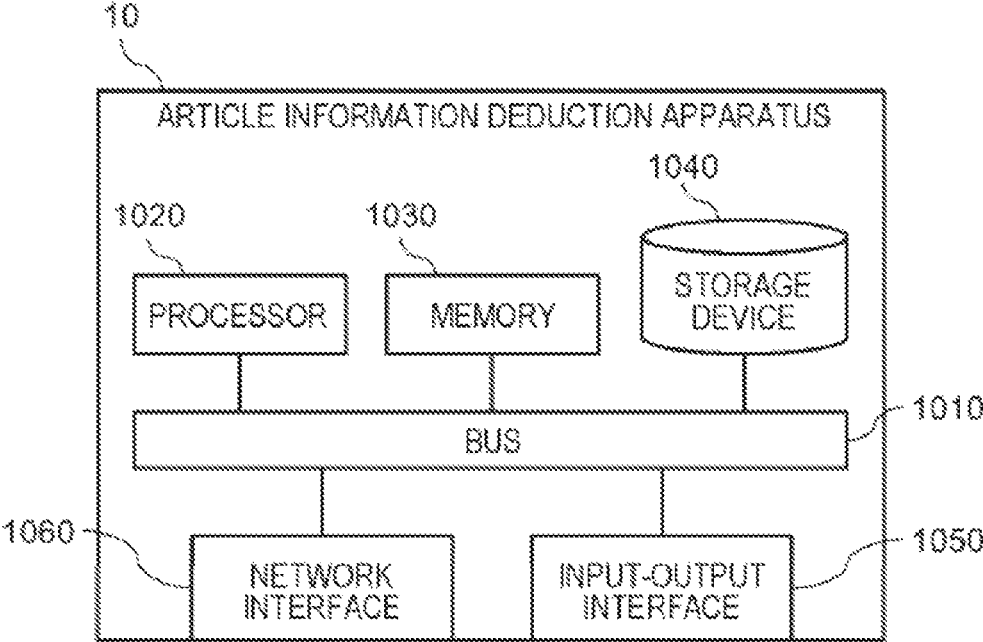 10
ARTICLE INFORMATION DEDUCTION APPARATUS
1020
1030
1040
PROCESSOR
MEMORY
STORAGE
DEVICE
1010
BUS
1060
1050
NETWORK
INTERFACE
INPUT-OUTPUT
INTERFACE